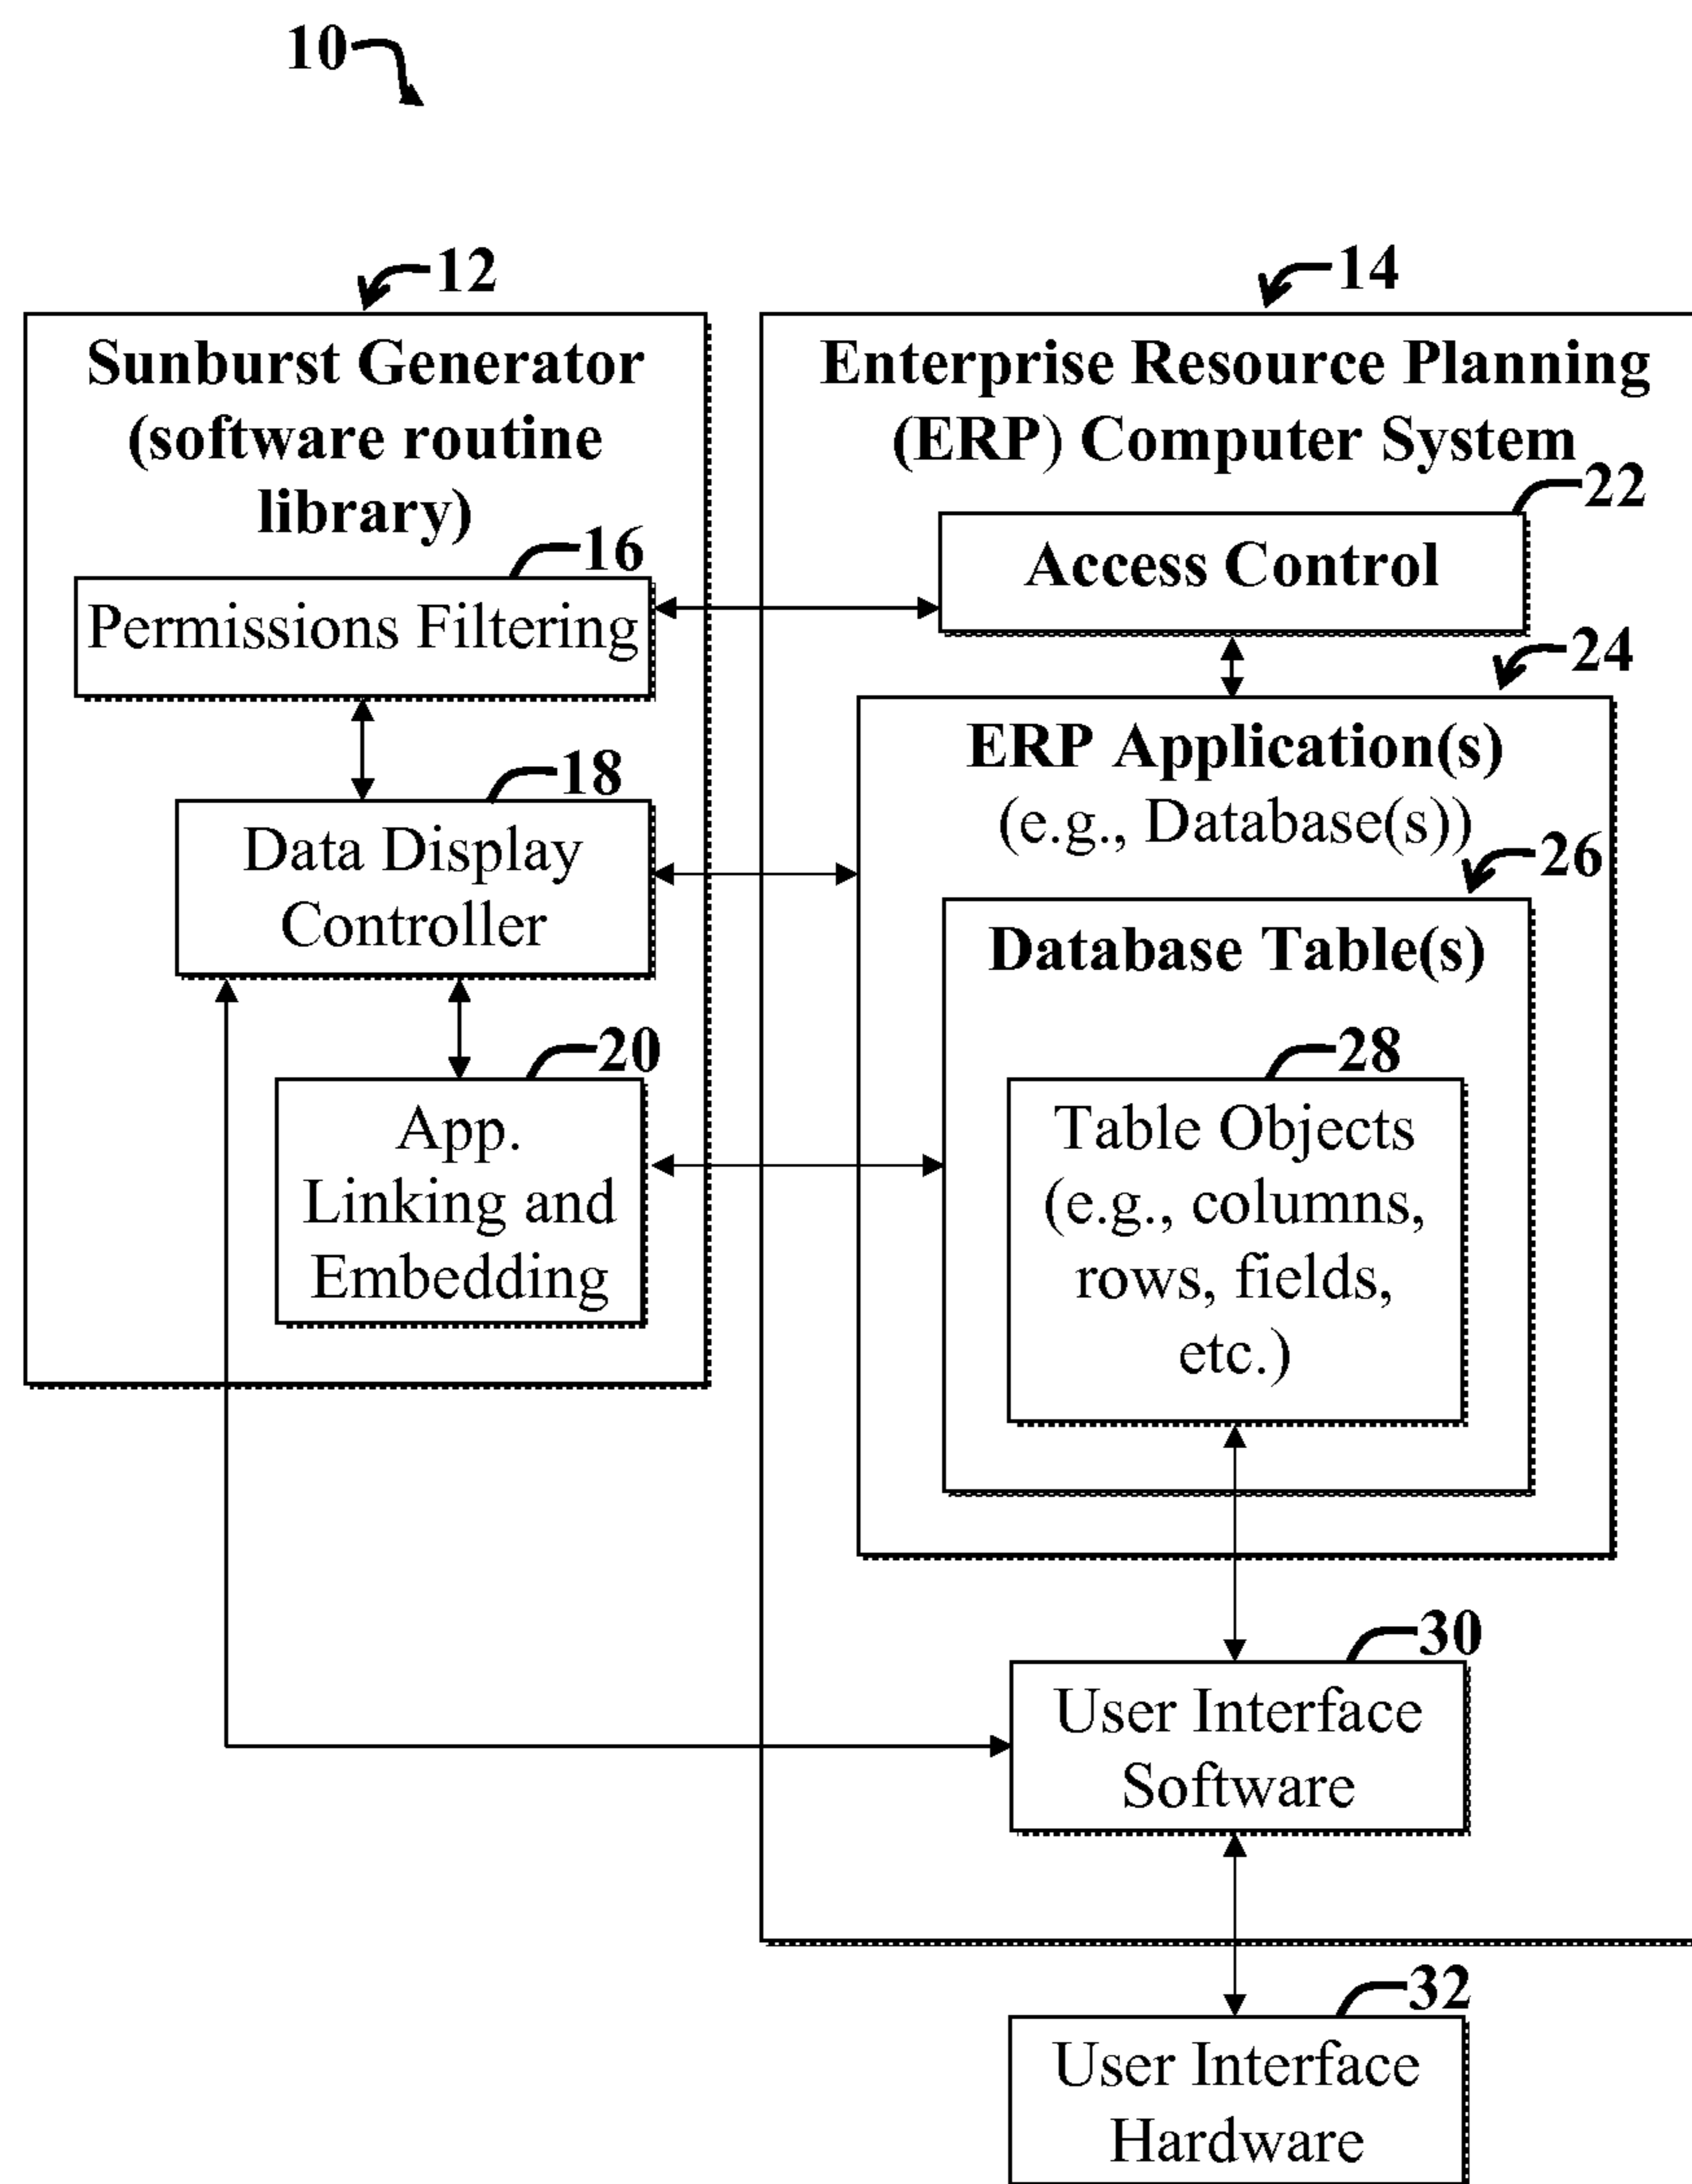 10
12
Sunburst Generator
(software routine
library)
16
Permissions Filtering
18
Data Display
Controller
20
App.
Linking and
Embedding
14
Enterprise Resource Planning
(ERP) Computer System
22
Access Control
24
ERP Application(s)
(e.g., Database(s))
26
Database Table(s)
28
Table Objects
(e.g., columns,
rows, fields,
etc.)
30
User Interface
Software
32
User Interface
Hardware